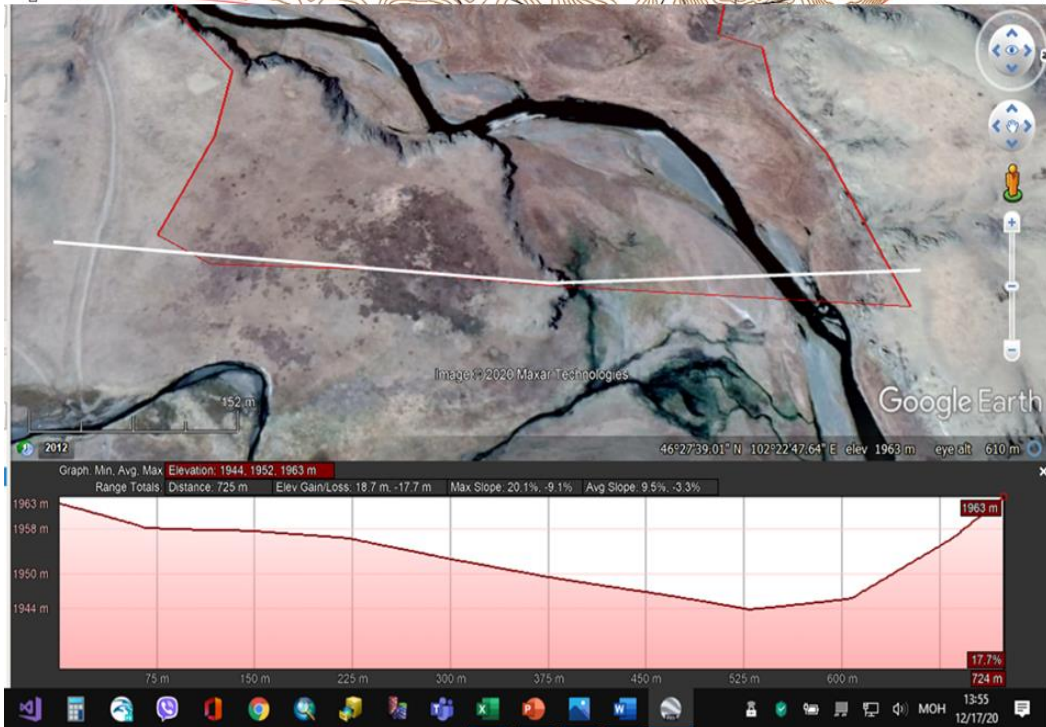 152 m
Image © 2020 Maxar Technologies
Google Earth
2012
46°27'39.01" N 102°22'47.64" E elev 1963 m eye alt 610 m
Graph: Min, Avg, Max Elevation: 1944, 1952, 1963 m
Range Totals: Distance: 725 m Elev Gain/Loss: 18.7 m, -17.7 m Max Slope: 20.1%, -9.1% Avg Slope: 9.5%, -3.3%
1963 m
1963 m
1958 m
1950 m
1944 m
17.7%
75 m 150 m 225 m 300 m 375 m 450 m 525 m 600 m 724 m
МОН
13:55
12/17/20